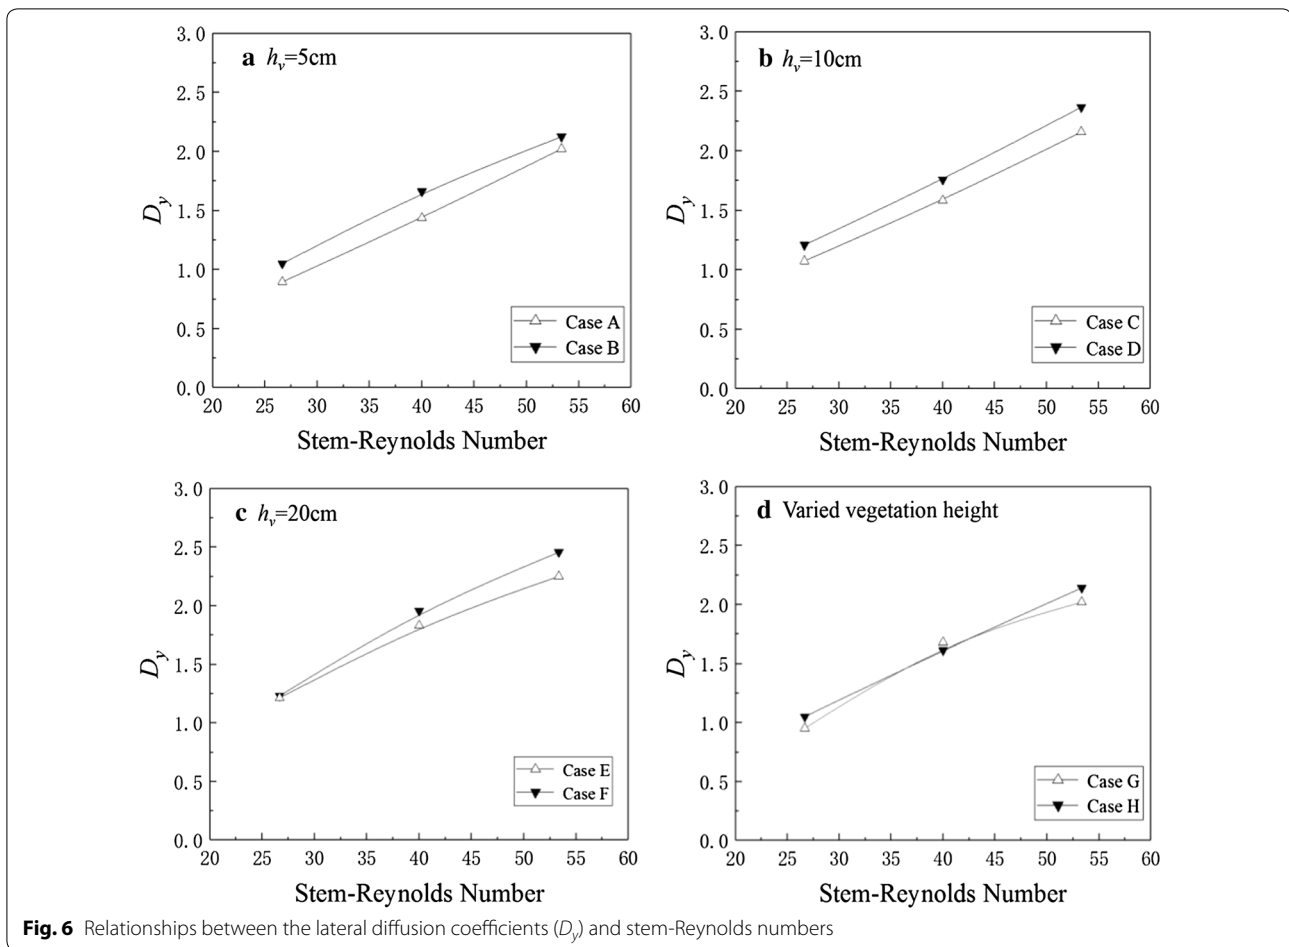 a h_v=5cm
3.0
2.5
2.0
1.5
1.0
0.5
0.0
D_y
20 25 30 35 40 45 50 55 60
Stem-Reynolds Number
Case A
Case B
b h_v=10cm
3.0
2.5
2.0
1.5
1.0
0.5
0.0
D_y
20 25 30 35 40 45 50 55 60
Stem-Reynolds Number
Case C
Case D
c h_v=20cm
3.0
2.5
2.0
1.5
1.0
0.5
0.0
D_y
20 25 30 35 40 45 50 55 60
Stem-Reynolds Number
Case E
Case F
d Varied vegetation height
3.0
2.5
2.0
1.5
1.0
0.5
0.0
D_y
20 25 30 35 40 45 50 55 60
Stem-Reynolds Number
Case G
Case H
Fig. 6 Relationships between the lateral diffusion coefficients (D_y) and stem-Reynolds numbers